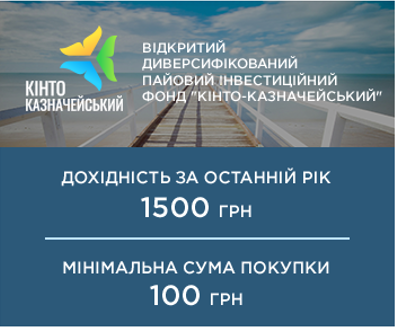 КІНТО
КАЗНАЧЕЙСЬКИЙ
ВІДКРИТИЙ
ДИВЕРСИФІКОВАНИЙ
ПАЙОВИЙ ІНВЕСТИЦІЙНИЙ
ФОНД "КІНТО-КАЗНАЧЕЙСЬКИЙ"
ДОХІДНІСТЬ ЗА ОСТАННІЙ РІК
1500 ГРН
МІНІМАЛЬНА СУМА ПОКУПКИ
100 ГРН